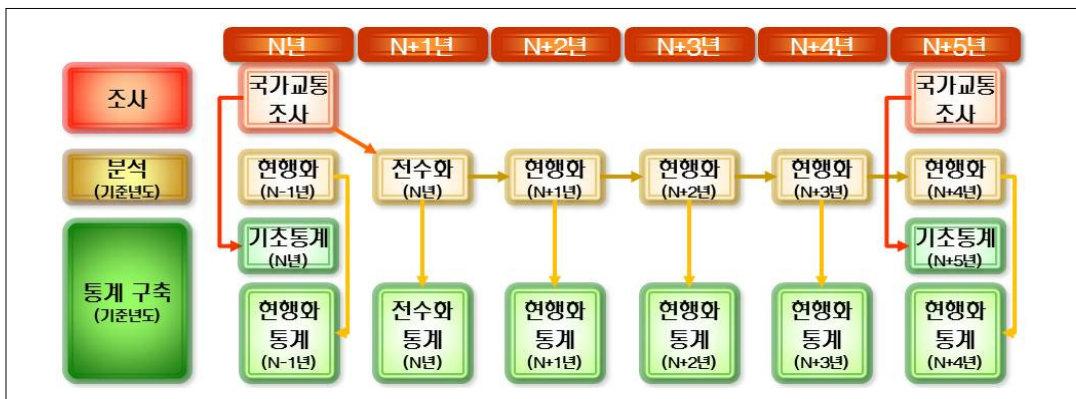 N년 N+1년 N+2년 N+3년 N+4년 N+5년
조사
국가교통
조사
국가교통
조사
분석
(기준년도)
현행화
(N-1년)
전수화
(N년)
현행화
(N+1년)
현행화
(N+2년)
현행화
(N+3년)
현행화
(N+4년)
통계 구축
(기준년도)
기초통계
(N년)
기초통계
(N+5년)
현행화
통계
(N-1년)
전수화
통계
(N년)
현행화
통계
(N+1년)
현행화
통계
(N+2년)
현행화
통계
(N+3년)
현행화
통계
(N+4년)